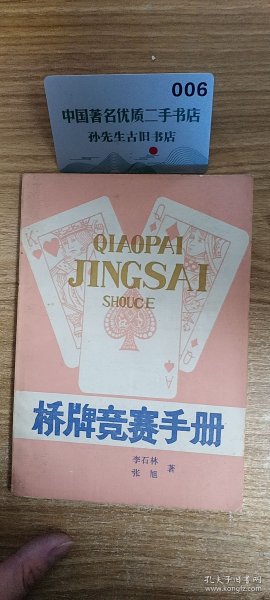 006
中国著名优质二手书店
孙先生古旧书店
QIAOPAI
JINGSAI
SHOUCE
K
Q
桥牌竞赛手册
李石林
张旭 著
孔夫子旧书网
www.kongfz.com